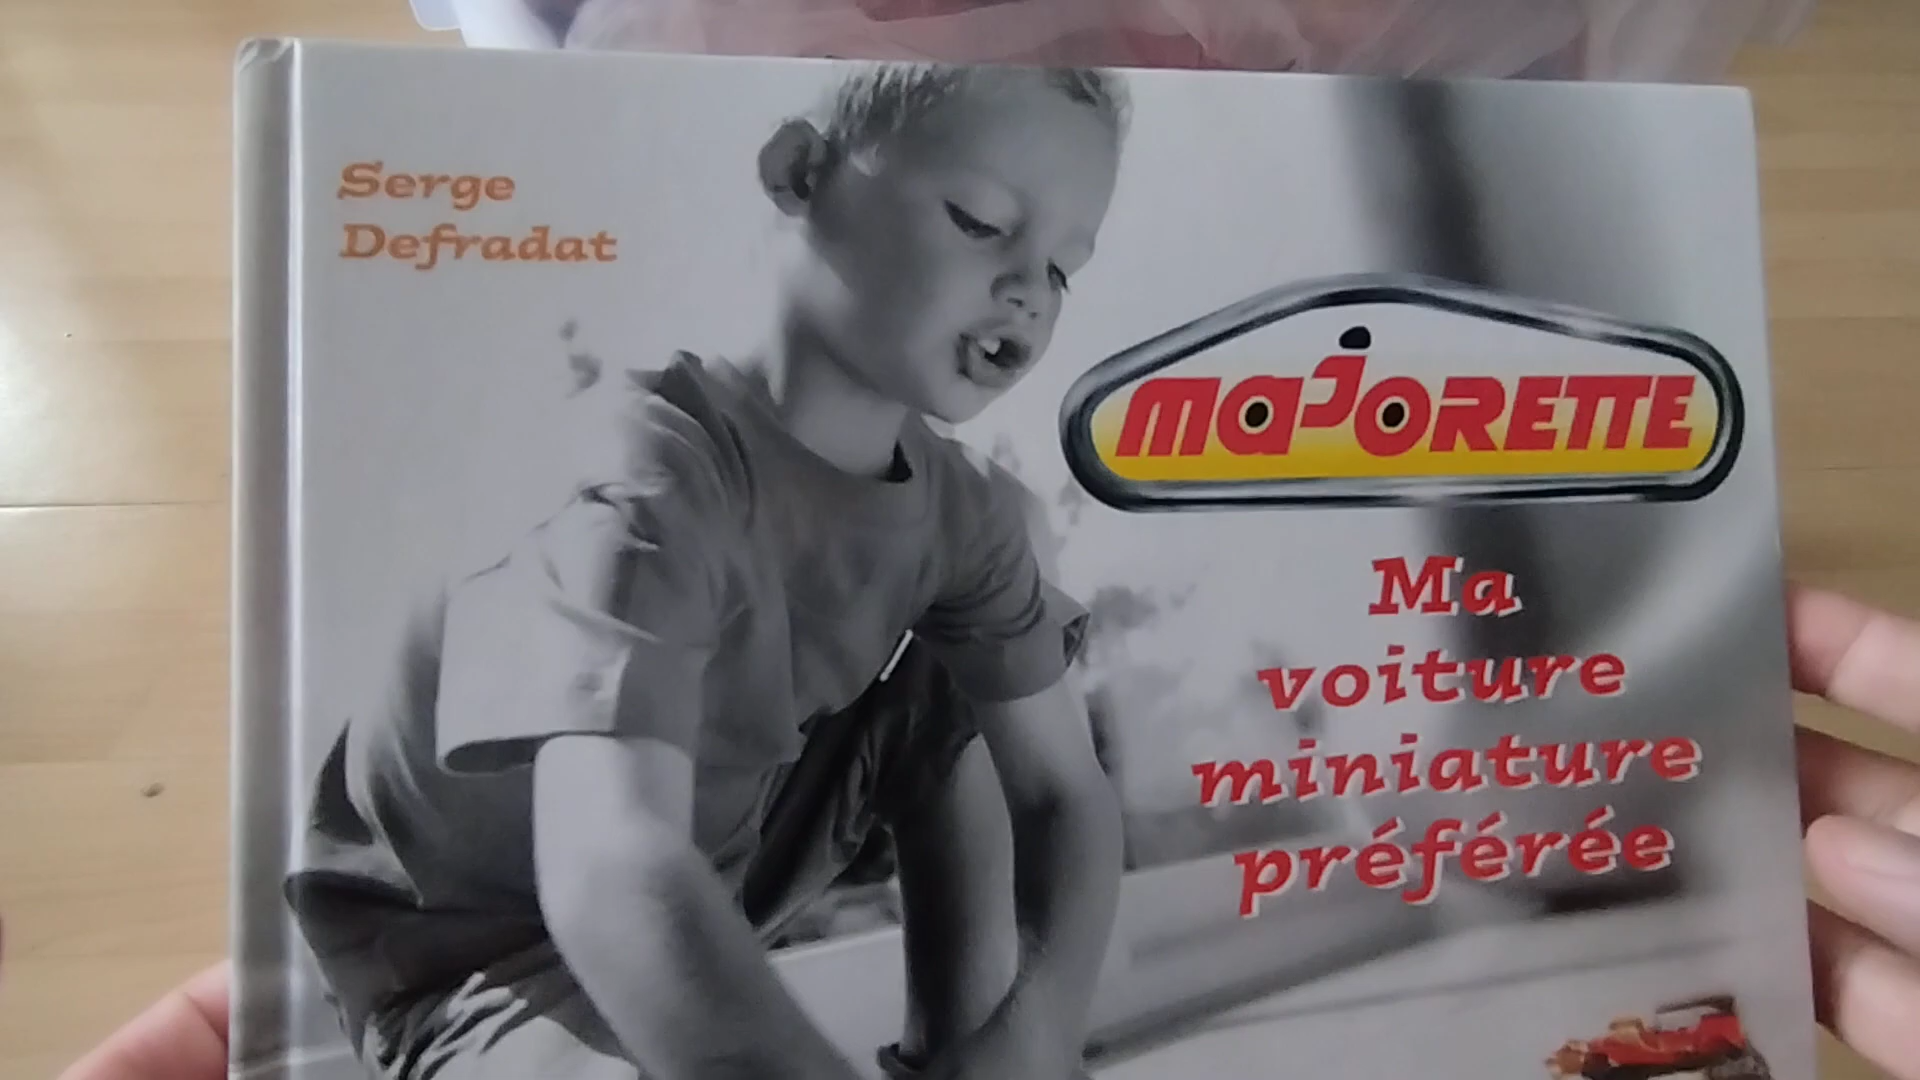 Serge
Defradat
MAJORETTE
Ma
voiture
miniature
préférée